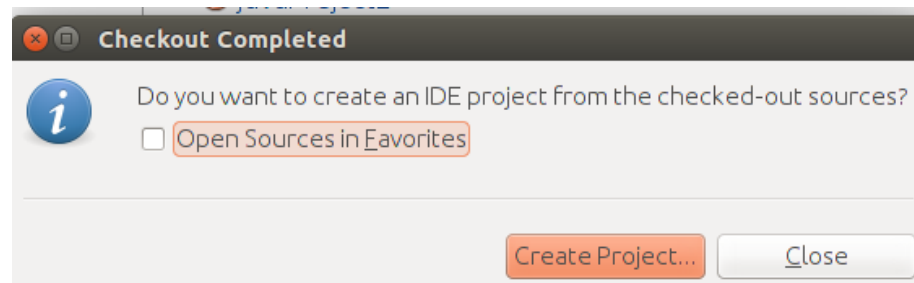 Checkout Completed
Do you want to create an IDE project from the checked-out sources?
Open Sources in Favorites
Create Project... Close